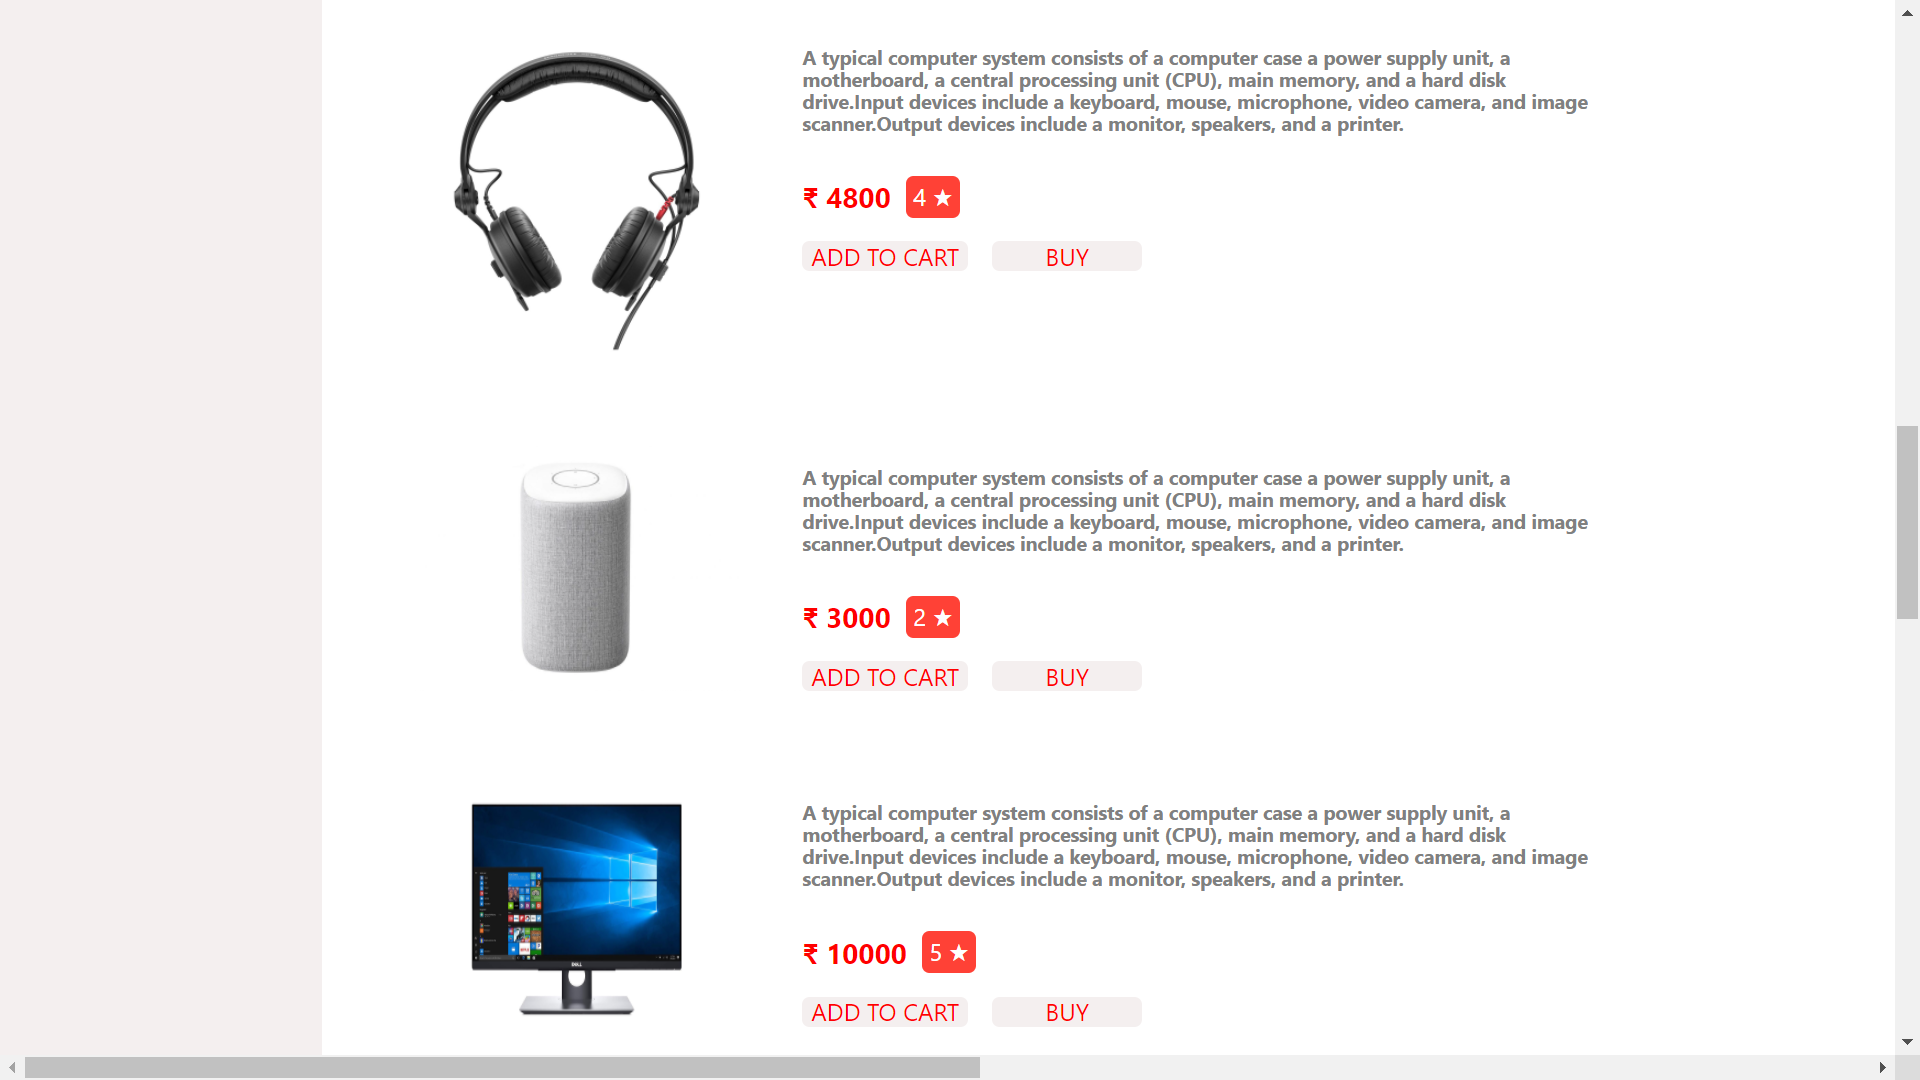 A typical computer system consists of a computer case a power supply unit, a
motherboard, a central processing unit (CPU), main memory, and a hard disk
drive.Input devices include a keyboard, mouse, microphone, video camera, and image
scanner.Output devices include a monitor, speakers, and a printer.
₹ 4800 4 ★
ADD TO CART BUY
A typical computer system consists of a computer case a power supply unit, a
motherboard, a central processing unit (CPU), main memory, and a hard disk
drive.Input devices include a keyboard, mouse, microphone, video camera, and image
scanner.Output devices include a monitor, speakers, and a printer.
₹ 3000 2 ★
ADD TO CART BUY
A typical computer system consists of a computer case a power supply unit, a
motherboard, a central processing unit (CPU), main memory, and a hard disk
drive.Input devices include a keyboard, mouse, microphone, video camera, and image
scanner.Output devices include a monitor, speakers, and a printer.
₹ 10000 5 ★
ADD TO CART BUY